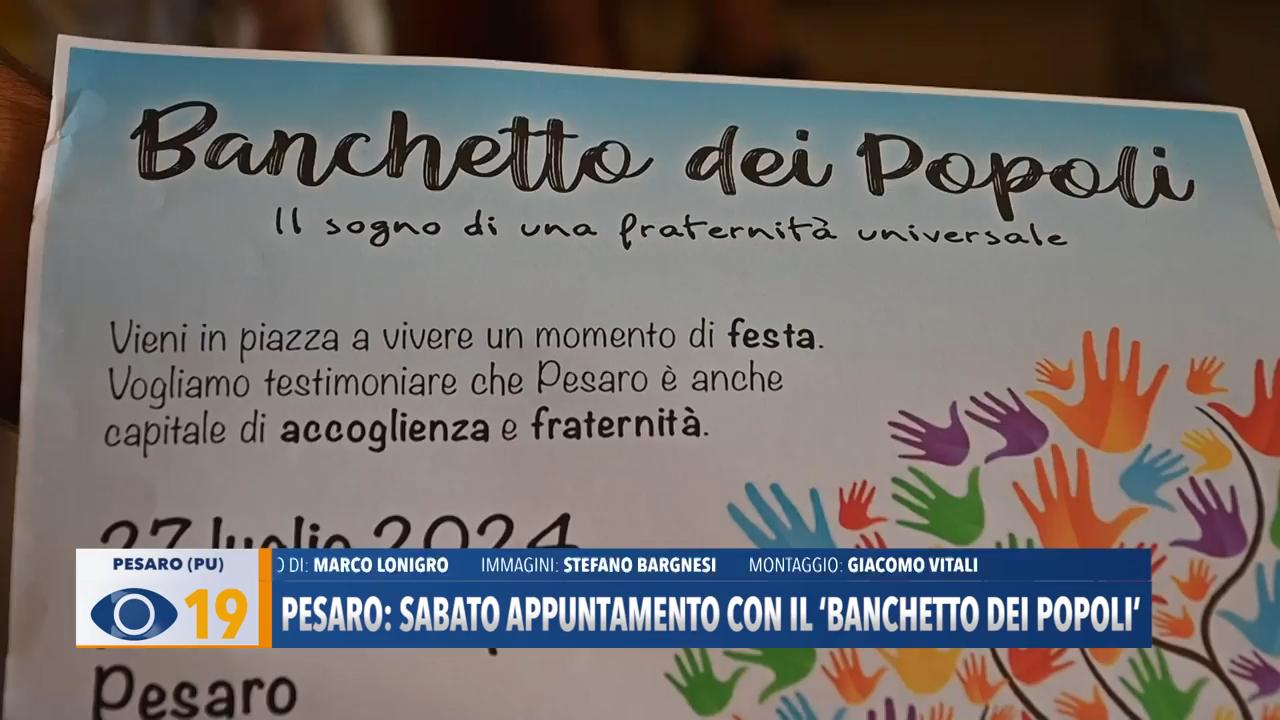 Banchetto dei Popoli
Il sogno di una fraternità universale
Vieni in piazza a vivere un momento di festa.
Vogliamo testimoniare che Pesaro è anche
capitale di accoglienza e fraternità.
27 luglio 2024
PESARO (PU)
19
DI: MARCO LONIGRO IMMAGINI: STEFANO BARGNESI MONTAGGIO: GIACOMO VITALI
PESARO: SABATO APPUNTAMENTO CON IL ‘BANCHETTO DEI POPOLI’
Pesaro